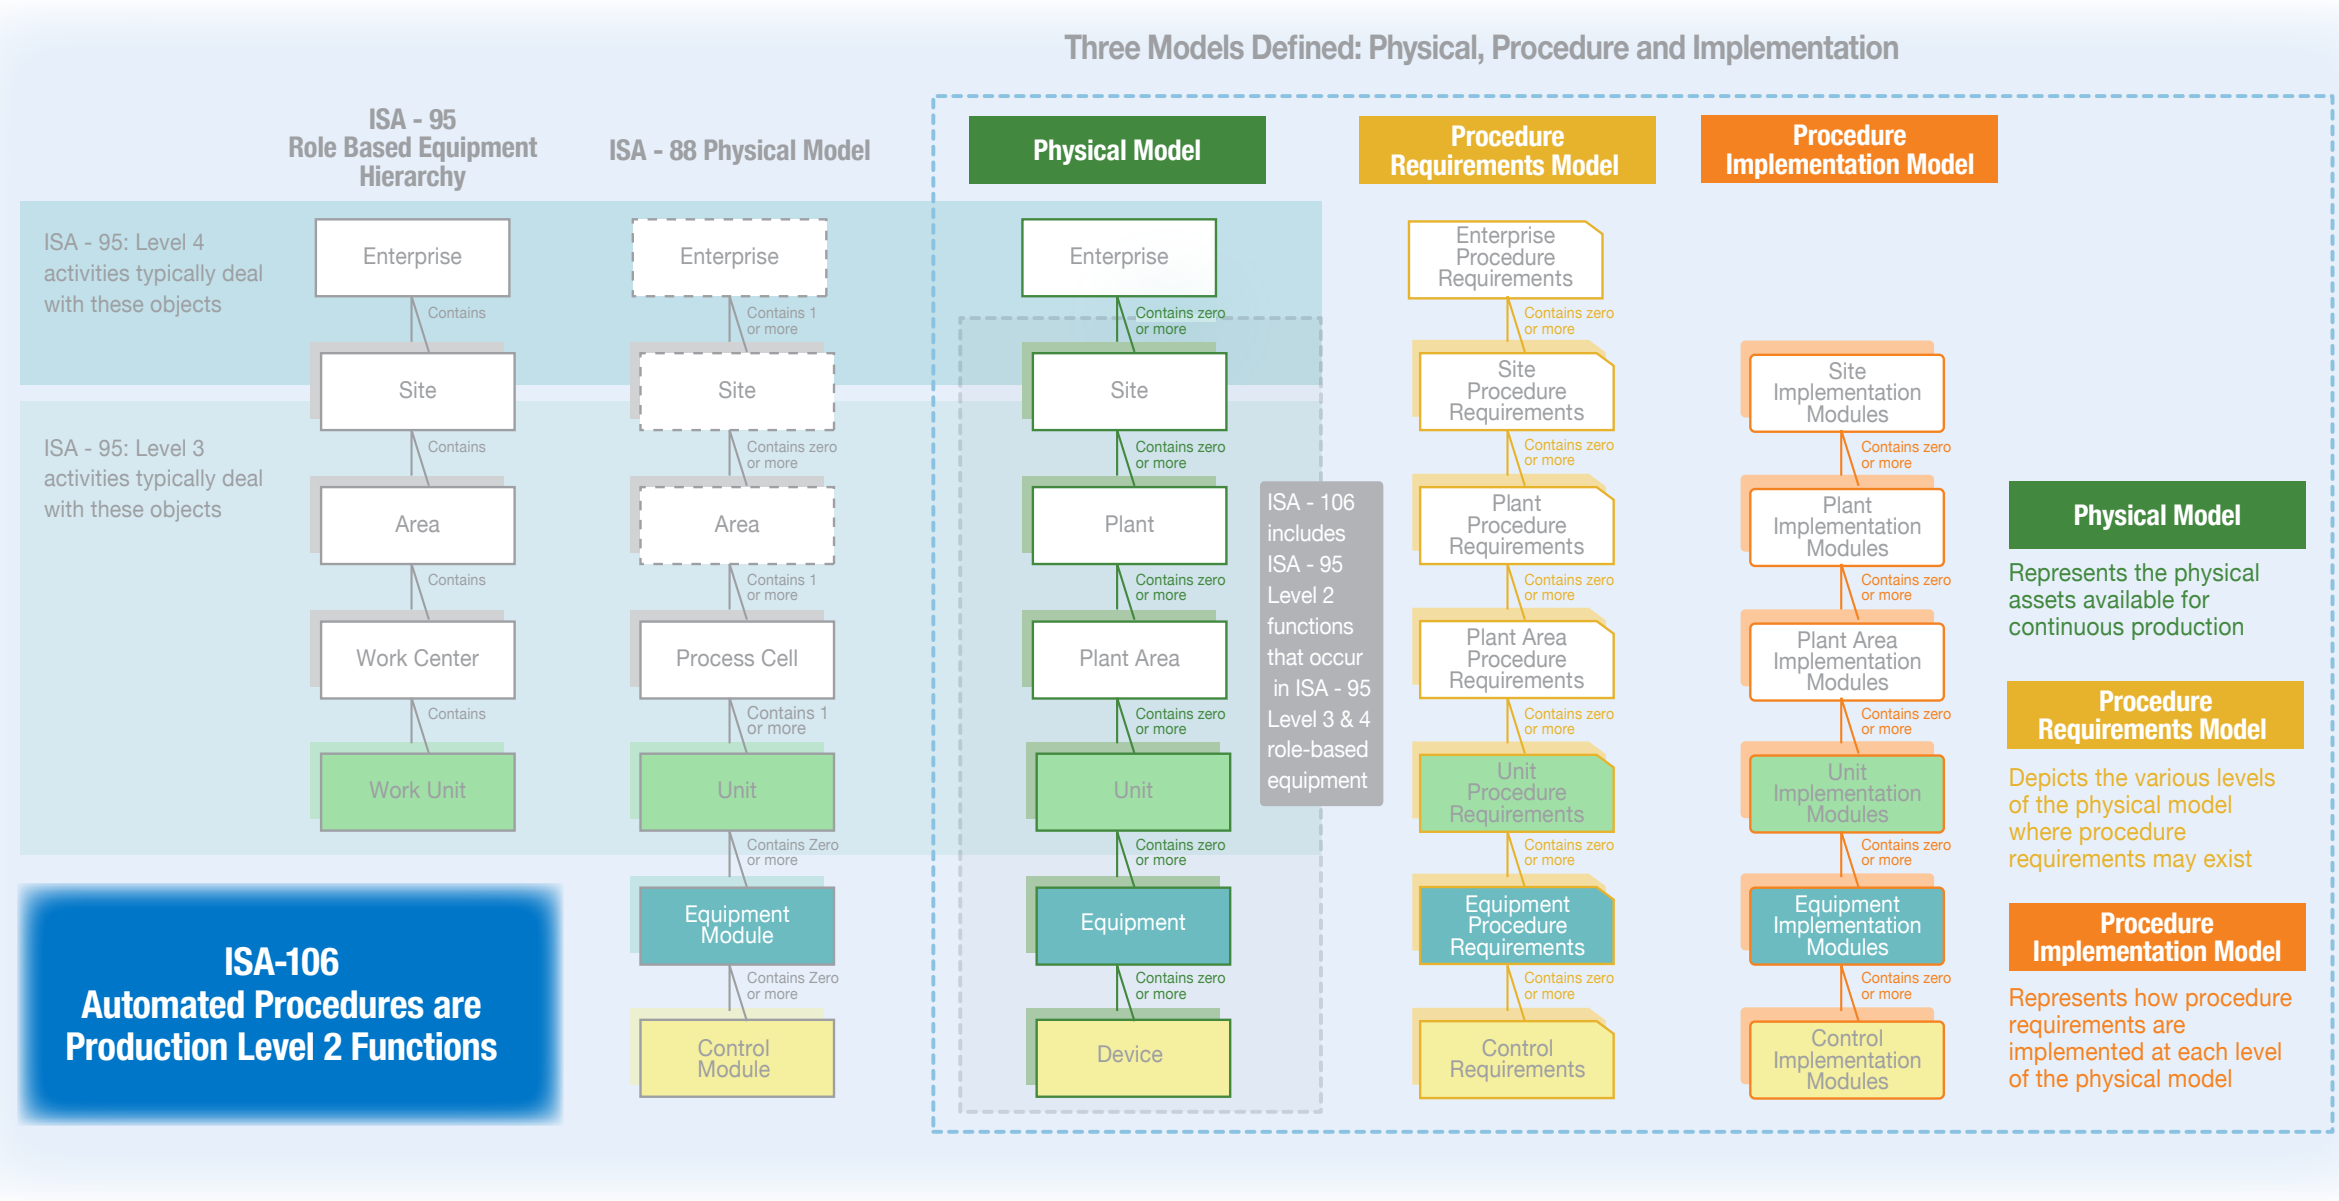 Three Models Defined: Physical, Procedure and Implementation
ISA - 95
Role Based Equipment
Hierarchy
ISA - 88 Physical Model
Physical Model
Procedure
Requirements Model
Procedure
Implementation Model
ISA - 95: Level 4
activities typically deal
with these objects
ISA - 95: Level 3
activities typically deal
with these objects
Enterprise
Contains
Site
Contains
Area
Contains
Work Center
Contains
Work Unit
Enterprise
Contains 1
or more
Site
Contains zero
or more
Area
Contains 1
or more
Process Cell
Contains 1
or more
Unit
Contains Zero
or more
Equipment
Module
Contains Zero
or more
Control
Module
Enterprise
Contains zero
or more
Site
Contains zero
or more
Plant
Contains zero
or more
Plant Area
Contains zero
or more
Unit
Contains zero
or more
Equipment
Contains zero
or more
Device
ISA - 106
includes
ISA - 95
Level 2
functions
that occur
in ISA - 95
Level 3 & 4
role-based
equipment
Enterprise
Procedure
Requirements
Contains zero
or more
Site
Procedure
Requirements
Contains zero
or more
Plant
Procedure
Requirements
Contains zero
or more
Plant Area
Procedure
Requirements
Contains zero
or more
Unit
Procedure
Requirements
Contains zero
or more
Equipment
Procedure
Requirements
Contains zero
or more
Control
Requirements
Site
Implementation
Modules
Contains zero
or more
Plant
Implementation
Modules
Contains zero
or more
Plant Area
Implementation
Modules
Contains zero
or more
Unit
Implementation
Modules
Contains zero
or more
Equipment
Implementation
Modules
Contains zero
or more
Control
Implementation
Modules
Physical Model
Represents the physical
assets available for
continuous production
Procedure
Requirements Model
Depicts the various levels
of the physical model
where procedure
requirements may exist
Procedure
Implementation Model
Represents how procedure
requirements are
implemented at each level
of the physical model
ISA-106
Automated Procedures are
Production Level 2 Functions